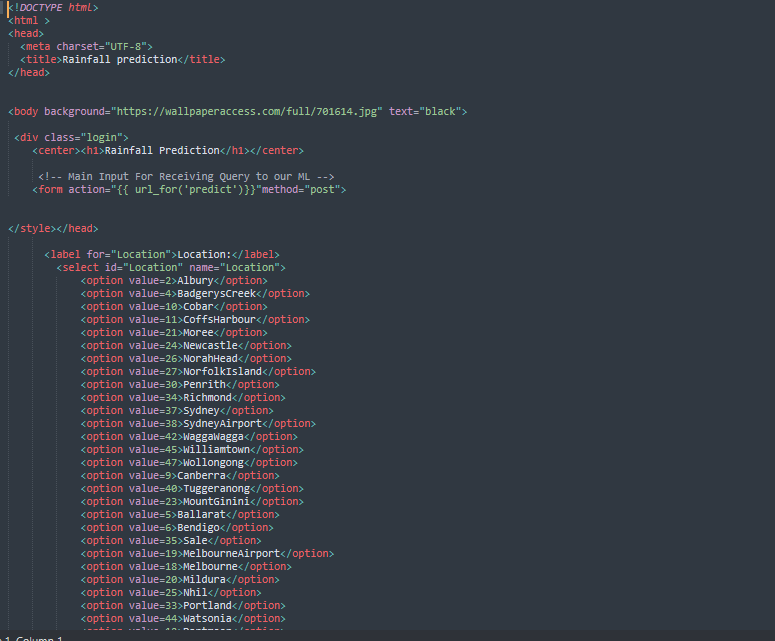 <!DOCTYPE html>
<html >
<head>
<meta charset="UTF-8">
<title>Rainfall prediction</title>
</head>
<body background="https://wallpaperaccess.com/full/701614.jpg" text="black">
<div class="login">
<center><h1>Rainfall Prediction</h1></center>
<!-- Main Input For Receiving Query to our ML -->
<form action="{{ url_for('predict')}}"method="post">
</style></head>
<label for="Location">Location:</label>
<select id="Location" name="Location">
<option value=2>Albury</option>
<option value=4>BadgerysCreek</option>
<option value=10>Cobar</option>
<option value=11>CoffsHarbour</option>
<option value=21>Moree</option>
<option value=24>Newcastle</option>
<option value=26>NorahHead</option>
<option value=27>NorfolkIsland</option>
<option value=30>Penrith</option>
<option value=34>Richmond</option>
<option value=37>Sydney</option>
<option value=38>SydneyAirport</option>
<option value=42>WaggaWagga</option>
<option value=45>Williamtown</option>
<option value=47>Wollongong</option>
<option value=9>Canberra</option>
<option value=40>Tuggeranong</option>
<option value=23>MountGinini</option>
<option value=5>Ballarat</option>
<option value=6>Bendigo</option>
<option value=35>Sale</option>
<option value=19>MelbourneAirport</option>
<option value=18>Melbourne</option>
<option value=20>Mildura</option>
<option value=25>Nhil</option>
<option value=33>Portland</option>
<option value=44>Watsonia</option>